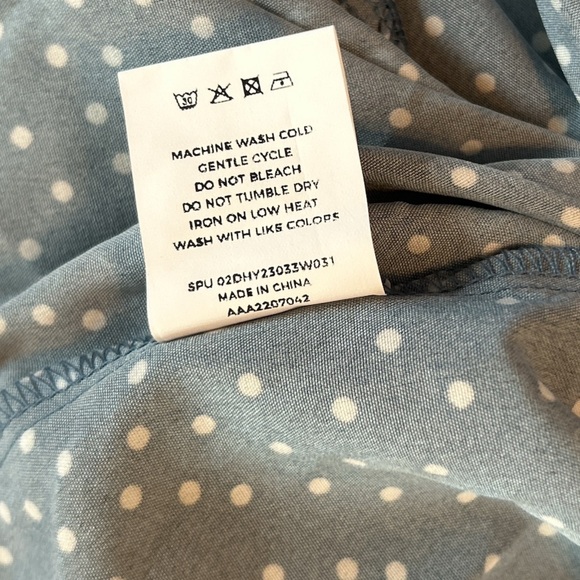 30
MACHINE WASH COLD
GENTLE CYCLE
DO NOT BLEACH
DO NOT TUMBLE DRY
IRON ON LOW HEAT
WASH WITH LIKE COLORS
SPU 02DHY23033W031
MADE IN CHINA
AAA2207042